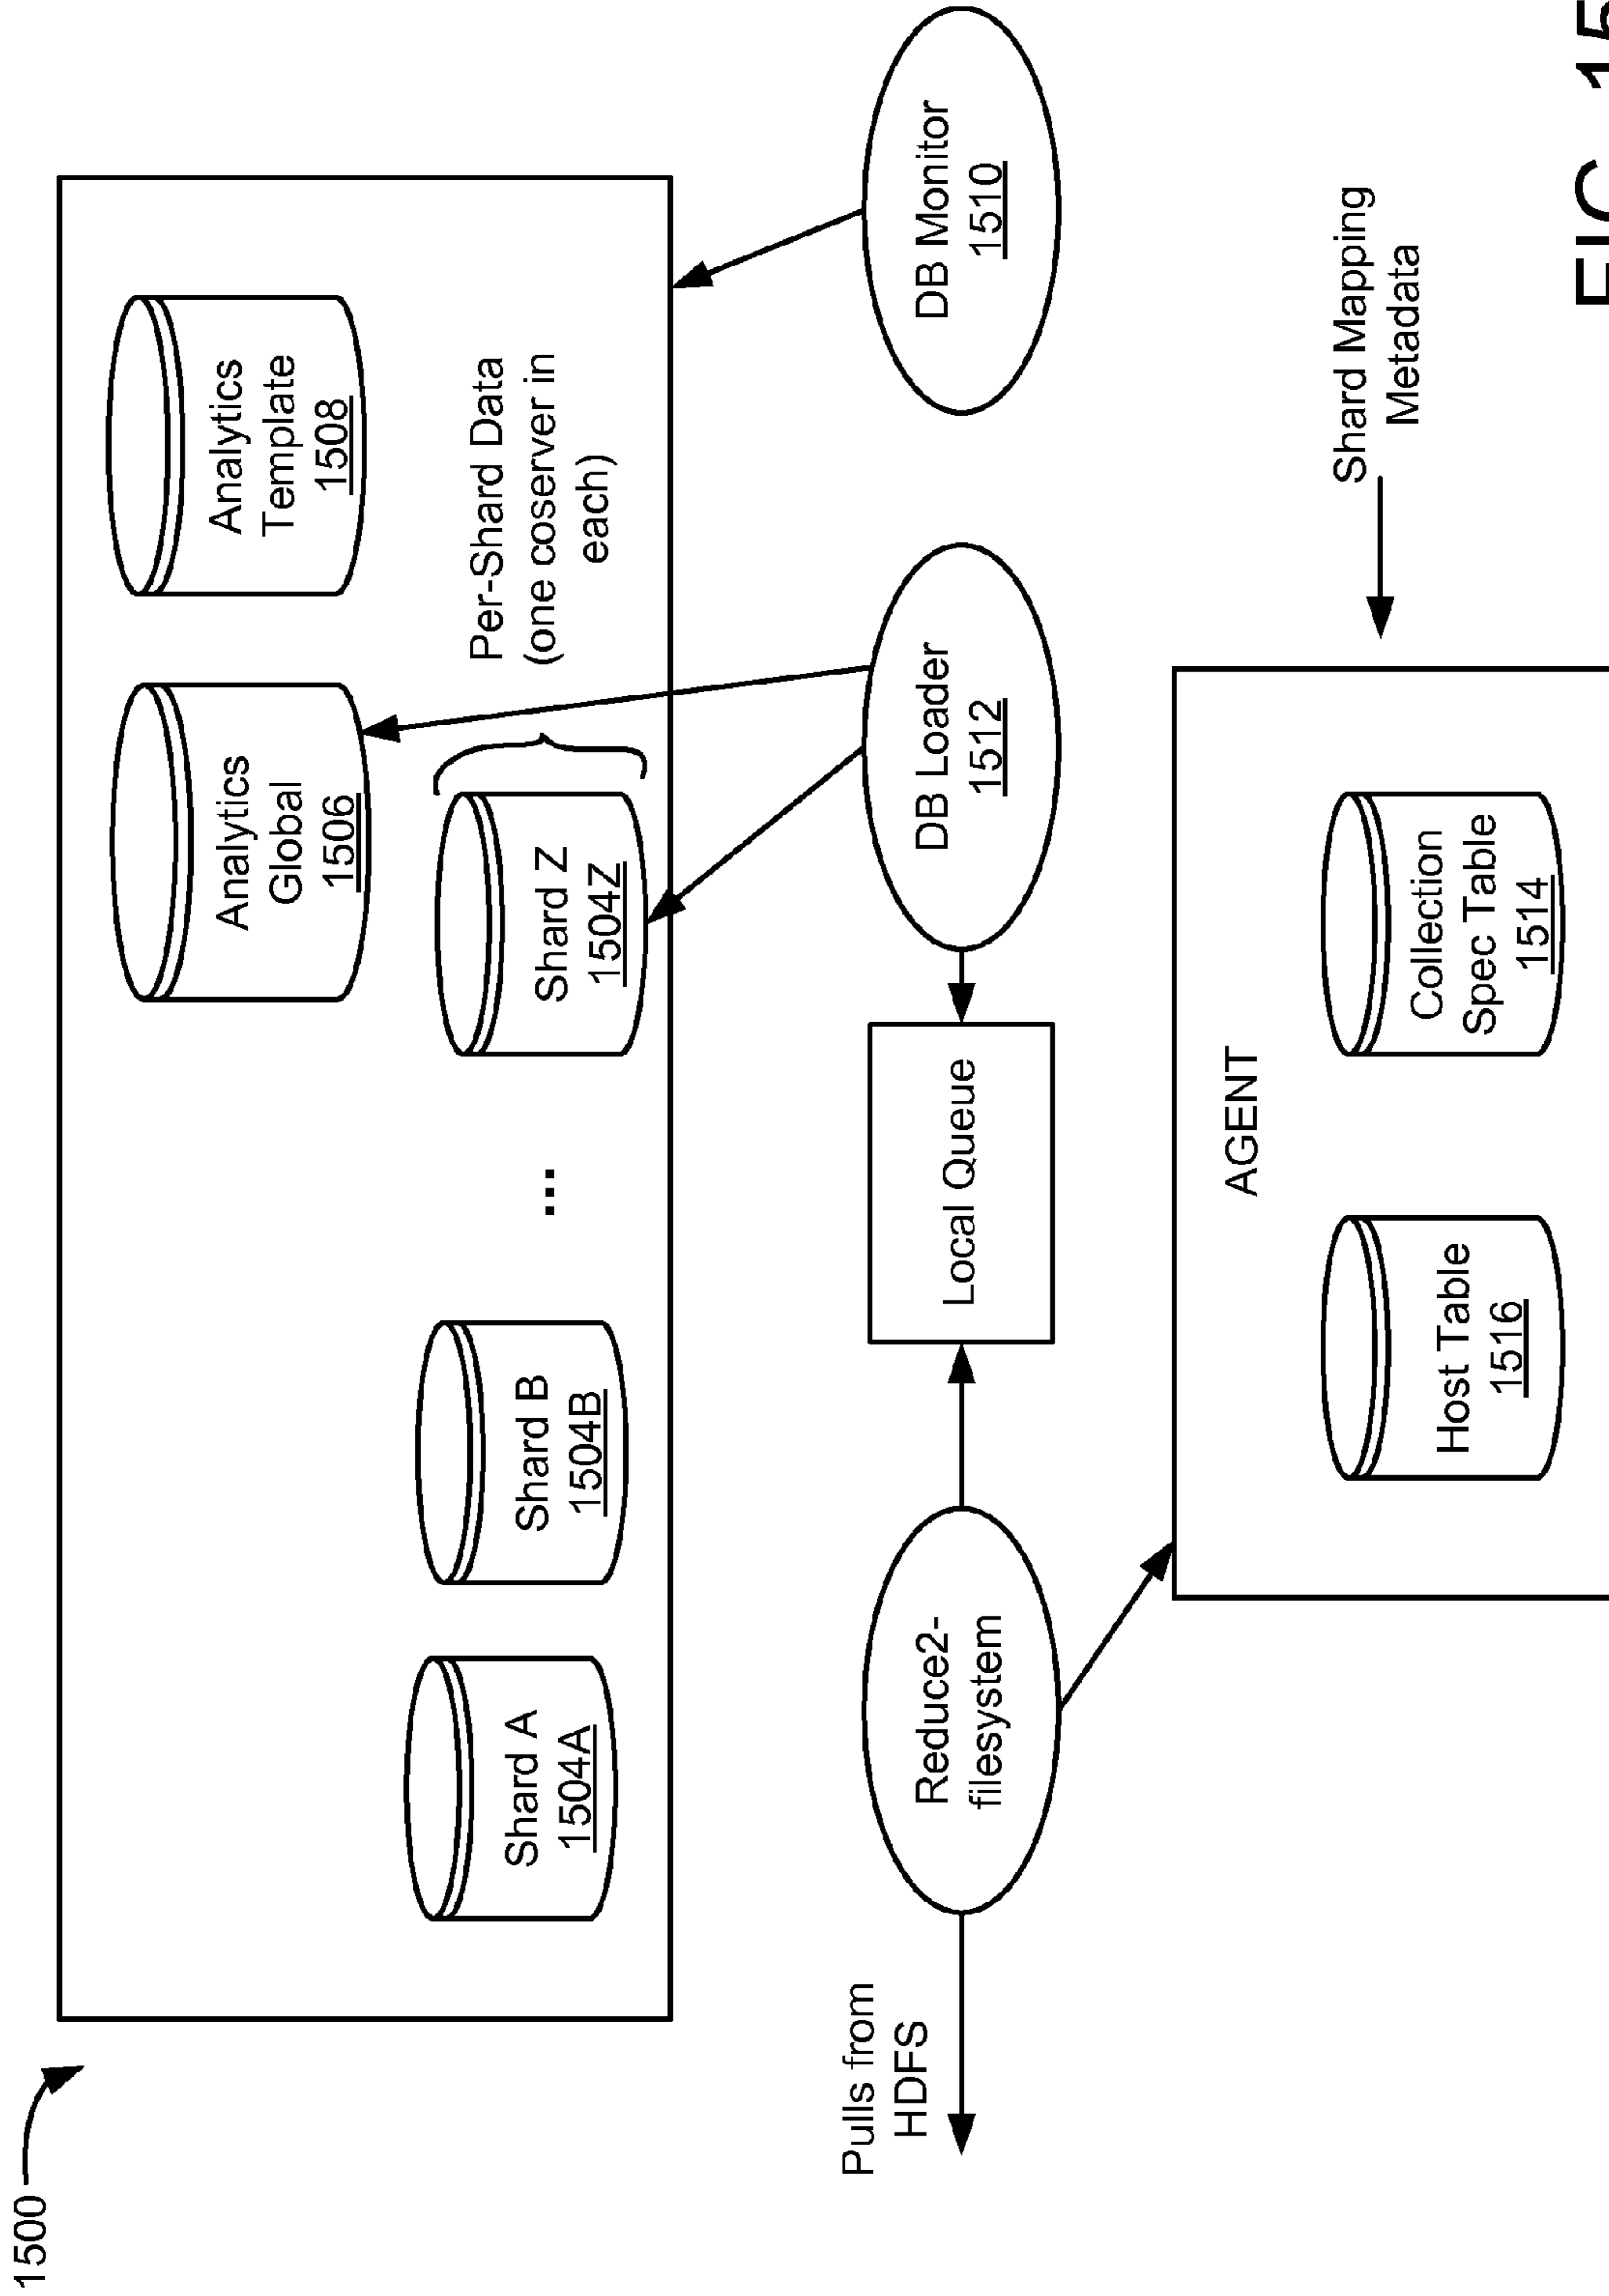 1500
Analytics
Global
1506
Analytics
Template
1508
Shard A
1504A
Shard B
1504B
...
Shard Z
1504Z
Per-Shard Data
(one coserver in
each)
Pulls from
HDFS
Reduce2-
filesystem
Local Queue
DB Loader
1512
DB Monitor
1510
AGENT
Host Table
1516
Collection
Spec Table
1514
Shard Mapping
Metadata